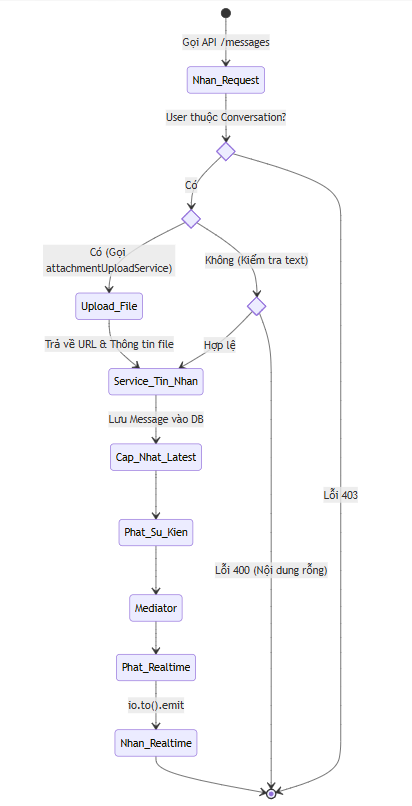 Gọi API /messages
Nhan_Request
User thuộc Conversation?
Có
Có (Gọi
attachmentUploadService)
Không (Kiểm tra text)
Upload_File
Trả về URL & Thông tin file
Hợp lệ
Service_Tin_Nhan
Lưu Message vào DB
Cap_Nhat_Latest
Lỗi 403
Phat_Su_Kien
Lỗi 400 (Nội dung rỗng)
Mediator
Phat_Realtime
io.to().emit
Nhan_Realtime